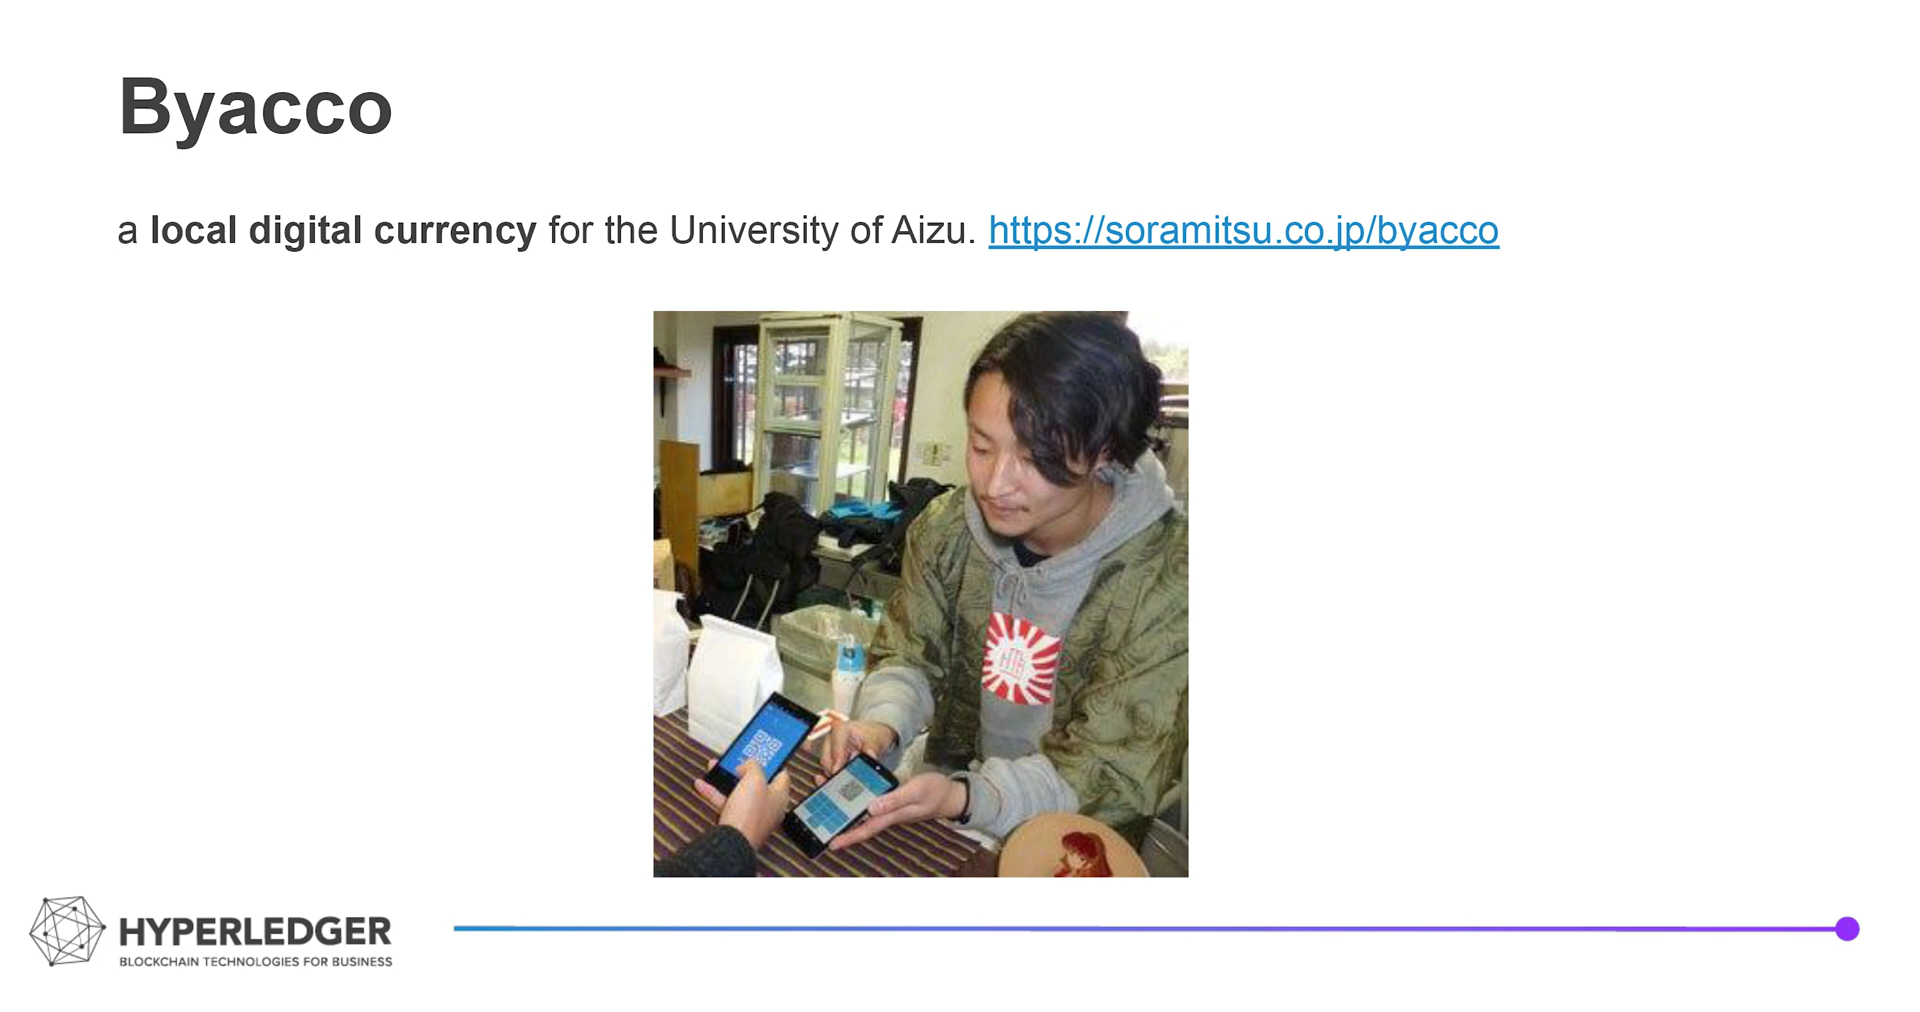 Byacco
a local digital currency for the University of Aizu. https://soramitsu.co.jp/byacco
HYPERLEDGER
BLOCKCHAIN TECHNOLOGIES FOR BUSINESS